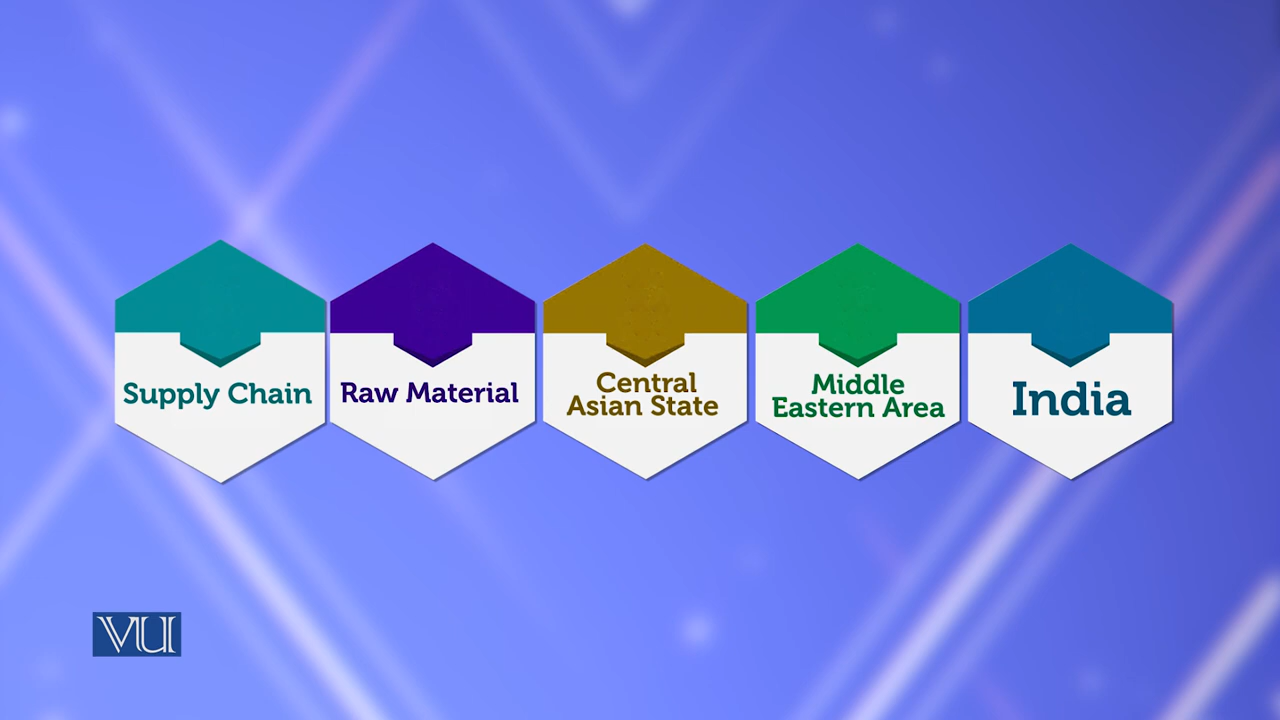 Supply Chain
Raw Material
Central
Asian State
Middle
Eastern Area
India
VU